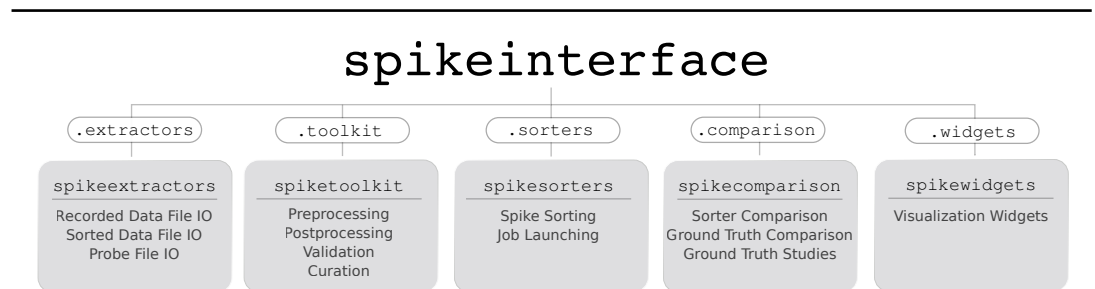 spikeinterface
.extractors
.toolkit
.sorters
.comparison
.widgets
spikeextractors
Recorded Data File IO
Sorted Data File IO
Probe File IO
spiketoolkit
Preprocessing
Postprocessing
Validation
Curation
spikesorters
Spike Sorting
Job Launching
spikecomparison
Sorter Comparison
Ground Truth Comparison
Ground Truth Studies
spikewidgets
Visualization Widgets